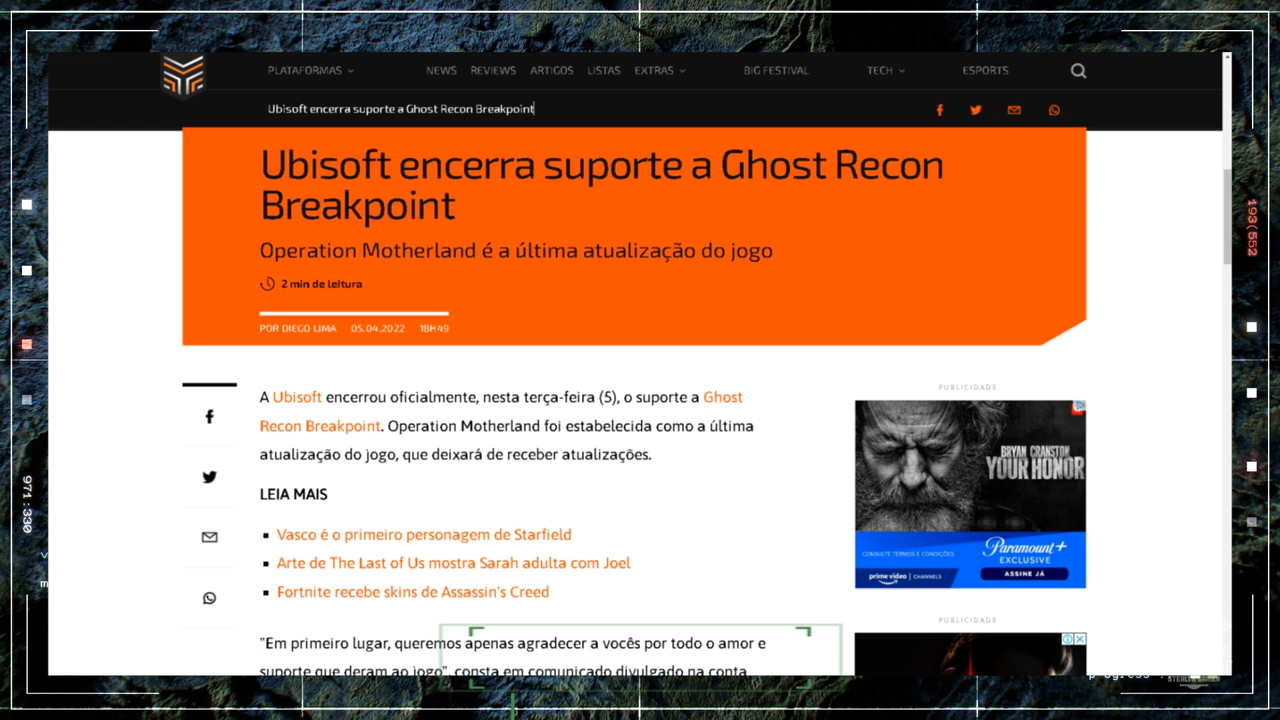 PLATAFORMAS NEWS REVIEWS ARTIGOS LISTAS EXTRAS BIG FESTIVAL TECH ESPORTS
Ubisoft encerra suporte a Ghost Recon Breakpoint
Ubisoft encerra suporte a Ghost Recon
Breakpoint
Operation Motherland é a última atualização do jogo
2 min de leitura
POR DIEGO LIMA 05.04.2022 18H49
A Ubisoft encerrou oficialmente, nesta terça-feira (5), o suporte a Ghost
Recon Breakpoint. Operation Motherland foi estabelecida como a última
atualização do jogo, que deixará de receber atualizações.
LEIA MAIS
Vasco é o primeiro personagem de Starfield
Arte de The Last of Us mostra Sarah adulta com Joel
Fortnite recebe skins de Assassin's Creed
"Em primeiro lugar, queremos apenas agradecer a vocês por todo o amor e
suporte que deram ao jogo", consta em comunicado divulgado na conta
PUBLICIDADE
BRYAN CRANSTON
YOUR HONOR
CONSULTE TERMOS E CONDIÇÕES
Paramount+
EXCLUSIVE
prime video | CHANNELS
ASSINE JÁ
PUBLICIDADE
193(552
971:330